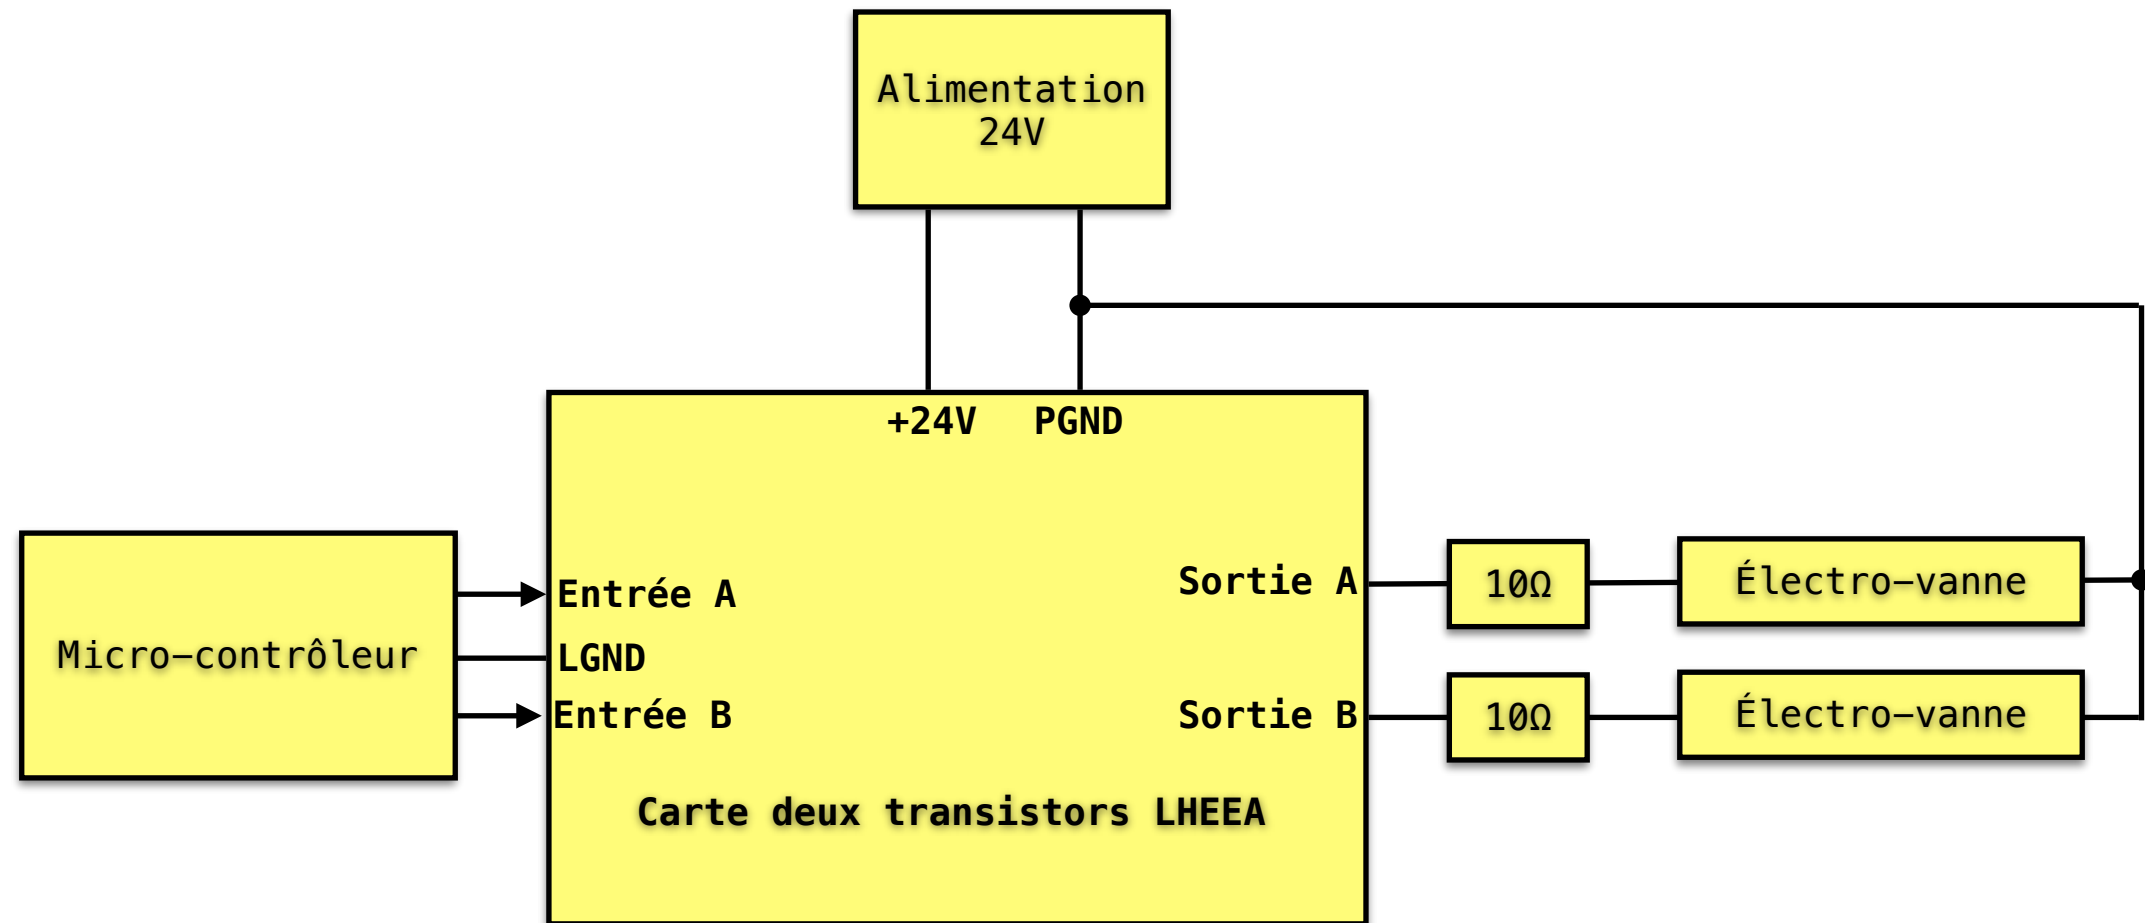 Alimentation
24V
+24V PGND
Entrée A
Sortie A
10Ω
Électro-vanne
Micro-contrôleur
LGND
Entrée B
Sortie B
10Ω
Électro-vanne
Carte deux transistors LHEEA